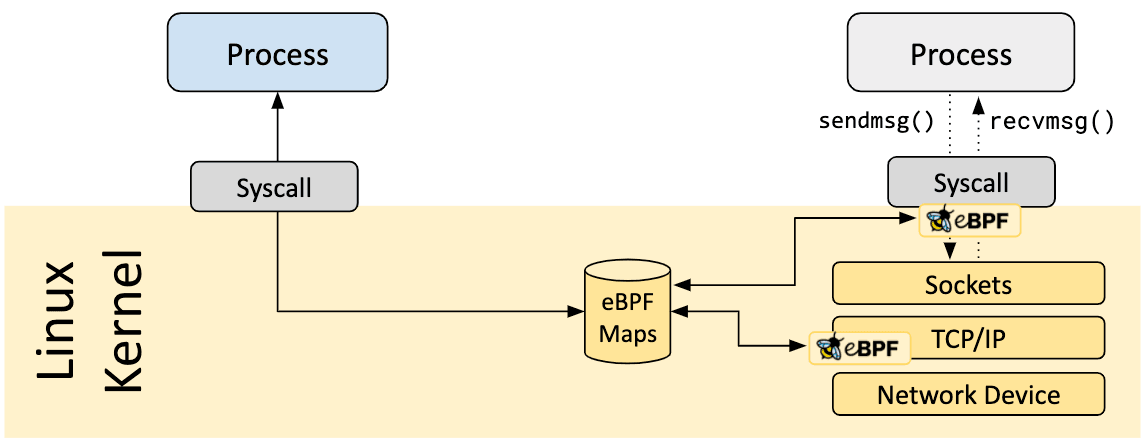 Process
Process
sendmsg()
recvmsg()
Syscall
Syscall
eBPF
Linux
Kernel
eBPF
Maps
Sockets
eBPF
TCP/IP
Network Device